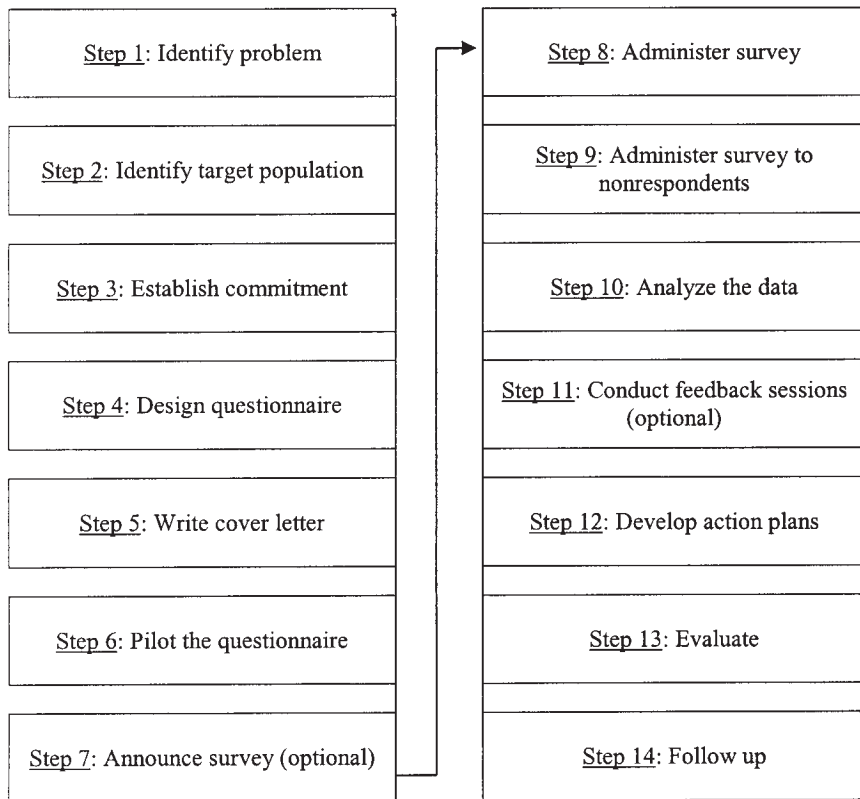 Step 1: Identify problem
Step 2: Identify target population
Step 3: Establish commitment
Step 4: Design questionnaire
Step 5: Write cover letter
Step 6: Pilot the questionnaire
Step 7: Announce survey (optional)
Step 8: Administer survey
Step 9: Administer survey to
nonrespondents
Step 10: Analyze the data
Step 11: Conduct feedback sessions
(optional)
Step 12: Develop action plans
Step 13: Evaluate
Step 14: Follow up